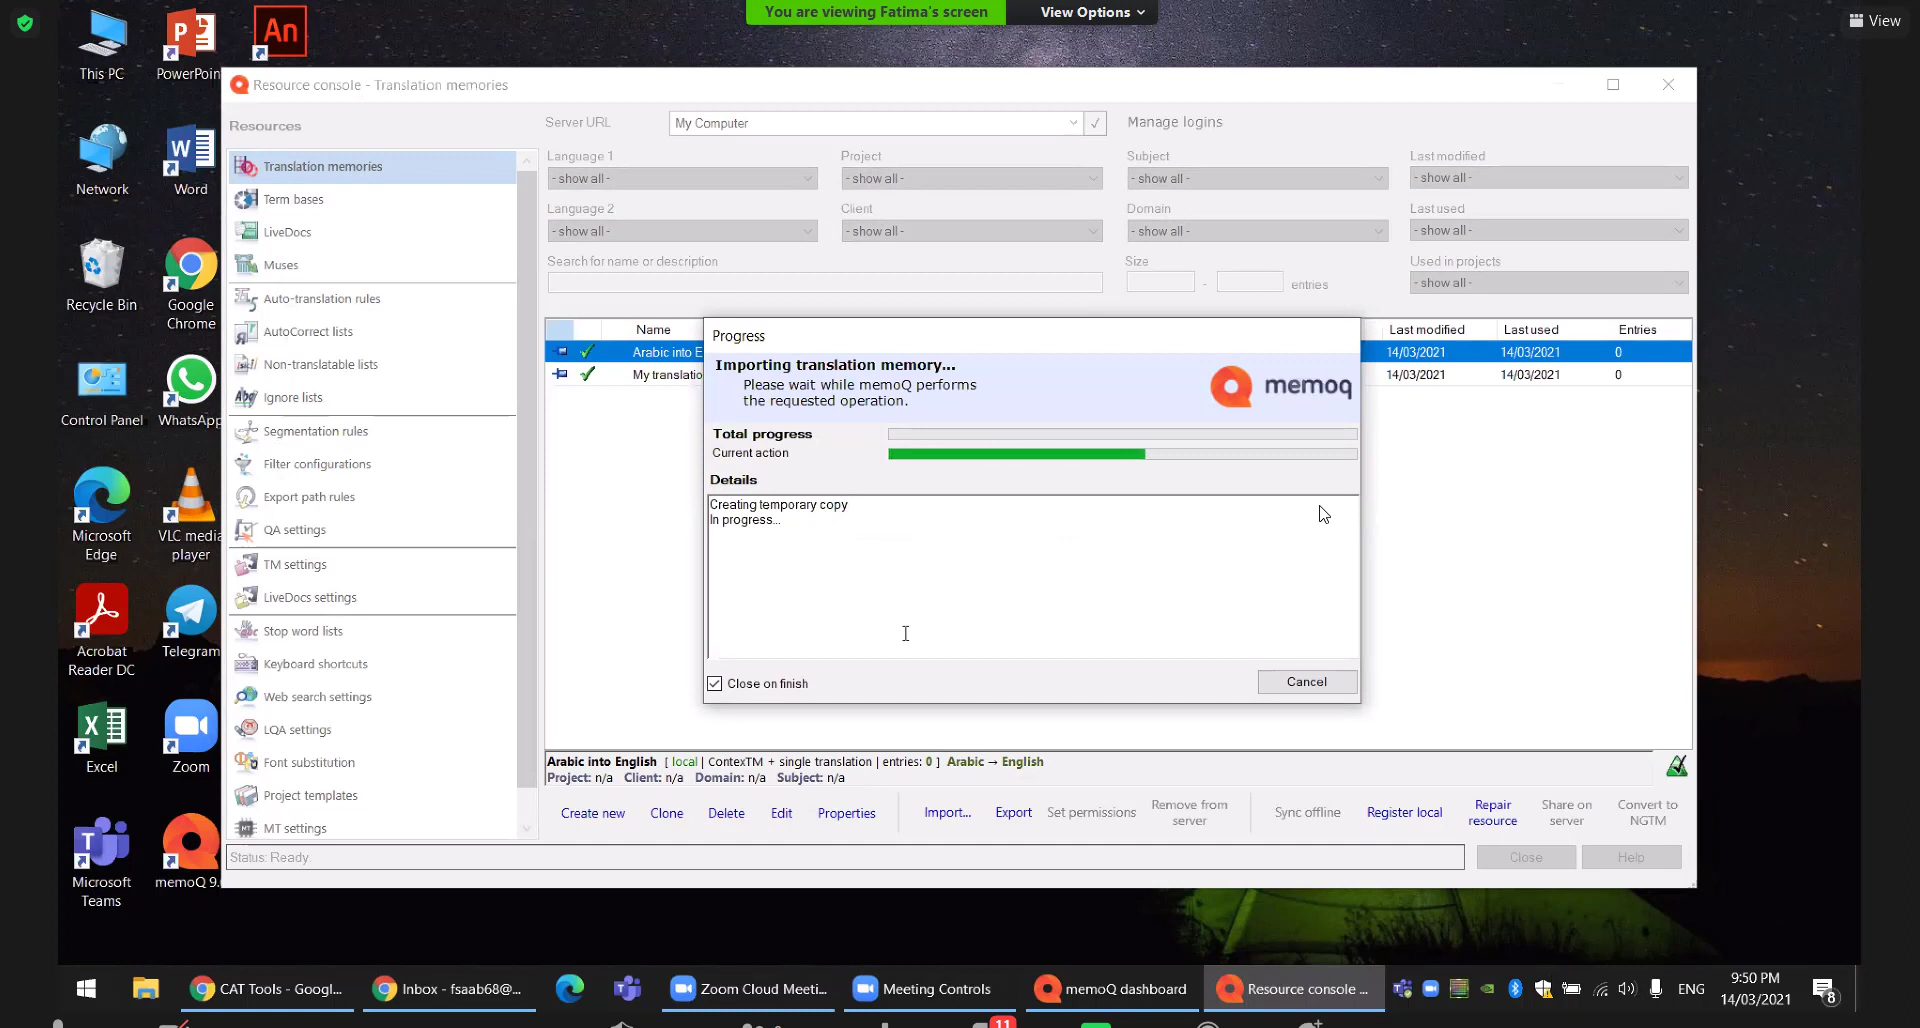 You are viewing Fatima's screen
View Options
View
This PC
PowerPoin
An
Network
Word
Recycle Bin
Google
Chrome
Control Panel
WhatsApp
Microsoft
Edge
VLC media
player
Acrobat
Reader DC
Telegram
Excel
Zoom
Microsoft
Teams
memoQ 9.
Resource console - Translation memories
Resources
Translation memories
Term bases
LiveDocs
Muses
Auto-translation rules
AutoCorrect lists
Non-translatable lists
Ignore lists
Segmentation rules
Filter configurations
Export path rules
QA settings
TM settings
LiveDocs settings
Stop word lists
Keyboard shortcuts
Web search settings
LQA settings
Font substitution
Project templates
MT settings
Server URL
My Computer
Manage logins
Language 1
Project
Subject
Last modified
- show all -
- show all -
- show all -
- show all -
Language 2
Client
Domain
Last used
- show all -
- show all -
- show all -
- show all -
Search for name or description
Size
Used in projects
- entries
- show all -
Name
Last modified
Last used
Entries
Arabic into E
14/03/2021
14/03/2021
0
My translatio
14/03/2021
14/03/2021
0
Progress
Importing translation memory...
Please wait while memoQ performs
the requested operation.
memoq
Total progress
Current action
Details
Creating temporary copy
In progress...
Close on finish
Cancel
Arabic into English [ local | ContexTM + single translation | entries: 0 ] Arabic → English
Project: n/a Client: n/a Domain: n/a Subject: n/a
Create new
Clone
Delete
Edit
Properties
Import...
Export
Set permissions
Remove from
server
Sync offline
Register local
Repair
resource
Share on
server
Convert to
NGTM
Status: Ready.
Close
Help
CAT Tools - Googl...
Inbox - fsaab68@...
Zoom Cloud Meeti...
Meeting Controls
memoQ dashboard
Resource console ...
ENG
9:50 PM
14/03/2021
8
11